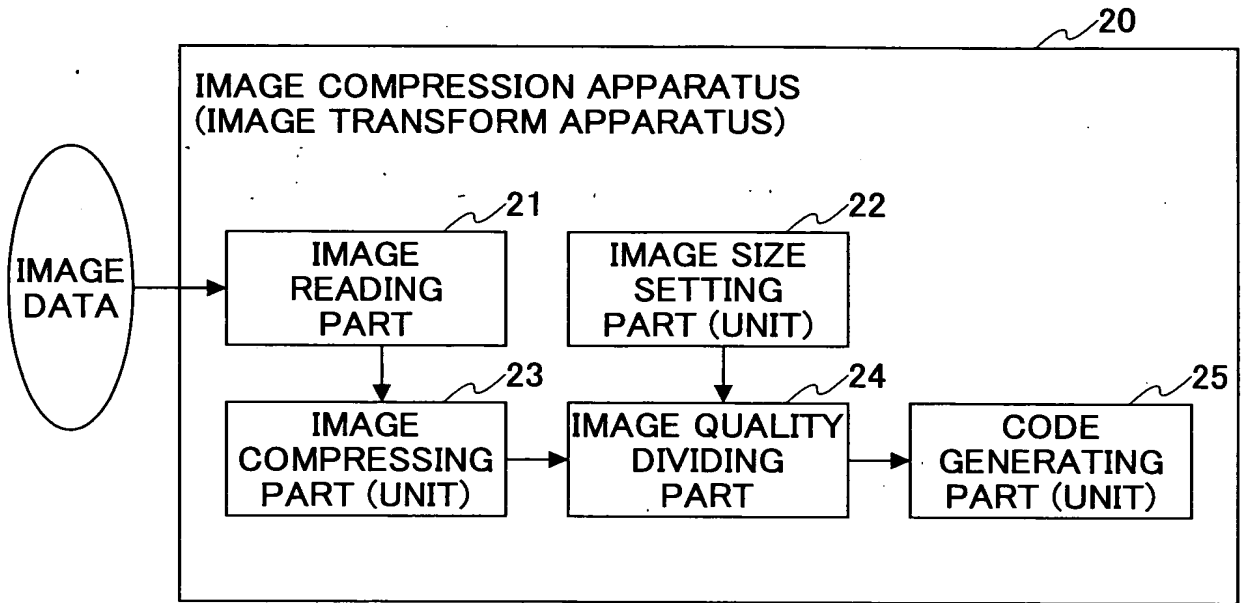 20
IMAGE COMPRESSION APPARATUS
(IMAGE TRANSFORM APPARATUS)
IMAGE
DATA
21
IMAGE
READING
PART
22
IMAGE SIZE
SETTING
PART (UNIT)
23
IMAGE
COMPRESSING
PART (UNIT)
24
IMAGE QUALITY
DIVIDING
PART
25
CODE
GENERATING
PART (UNIT)